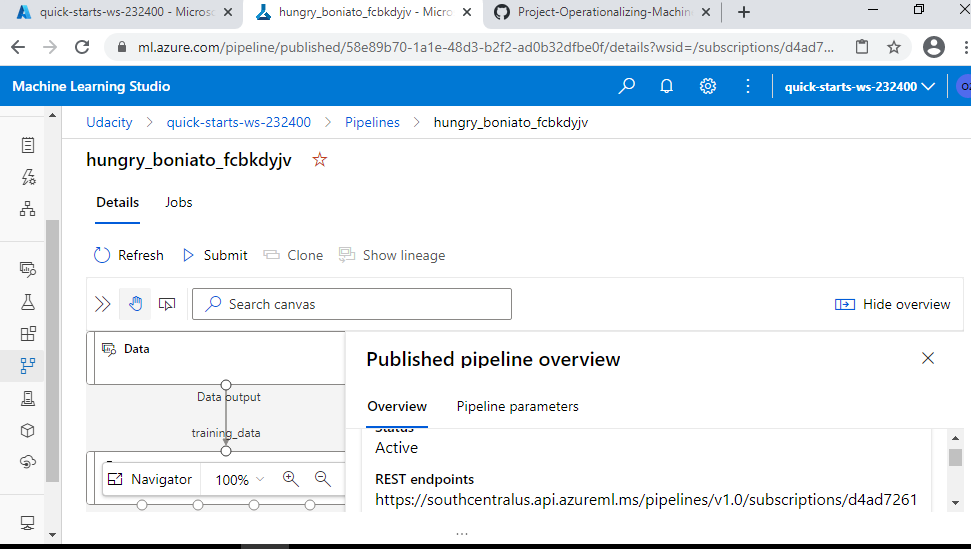 quick-starts-ws-232400 - Microso
hungry_boniato_fcbkdyjv - Micro
Project-Operationalizing-Machin
ml.azure.com/pipeline/published/58e89b70-1a1e-48d3-b2f2-ad0b32dfbe0f/details?wsid=/subscriptions/d4ad7...
Machine Learning Studio
quick-starts-ws-232400
Udacity > quick-starts-ws-232400 > Pipelines > hungry_boniato_fcbkdyjv
hungry_boniato_fcbkdyjv
Details Jobs
Refresh Submit Clone Show lineage
Search canvas
Hide overview
Data
Data output
training_data
Navigator 100%
Published pipeline overview
Overview Pipeline parameters
Status
Active
REST endpoints
https://southcentralus.api.azureml.ms/pipelines/v1.0/subscriptions/d4ad7261
...